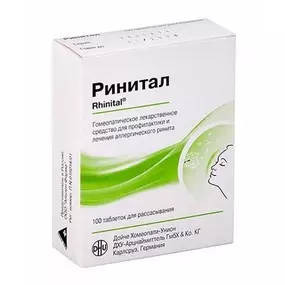 Ринитал
Rhinital®
Гомеопатическое лекарственное
средство для профилактики и
лечения аллергического ринита
100 таблеток для рассасывания
DHU
Дойче Хомеопати-Унион
ДХУ-Арцнаймиттель ГмбХ & Ко. КГ
Карлсруэ, Германия